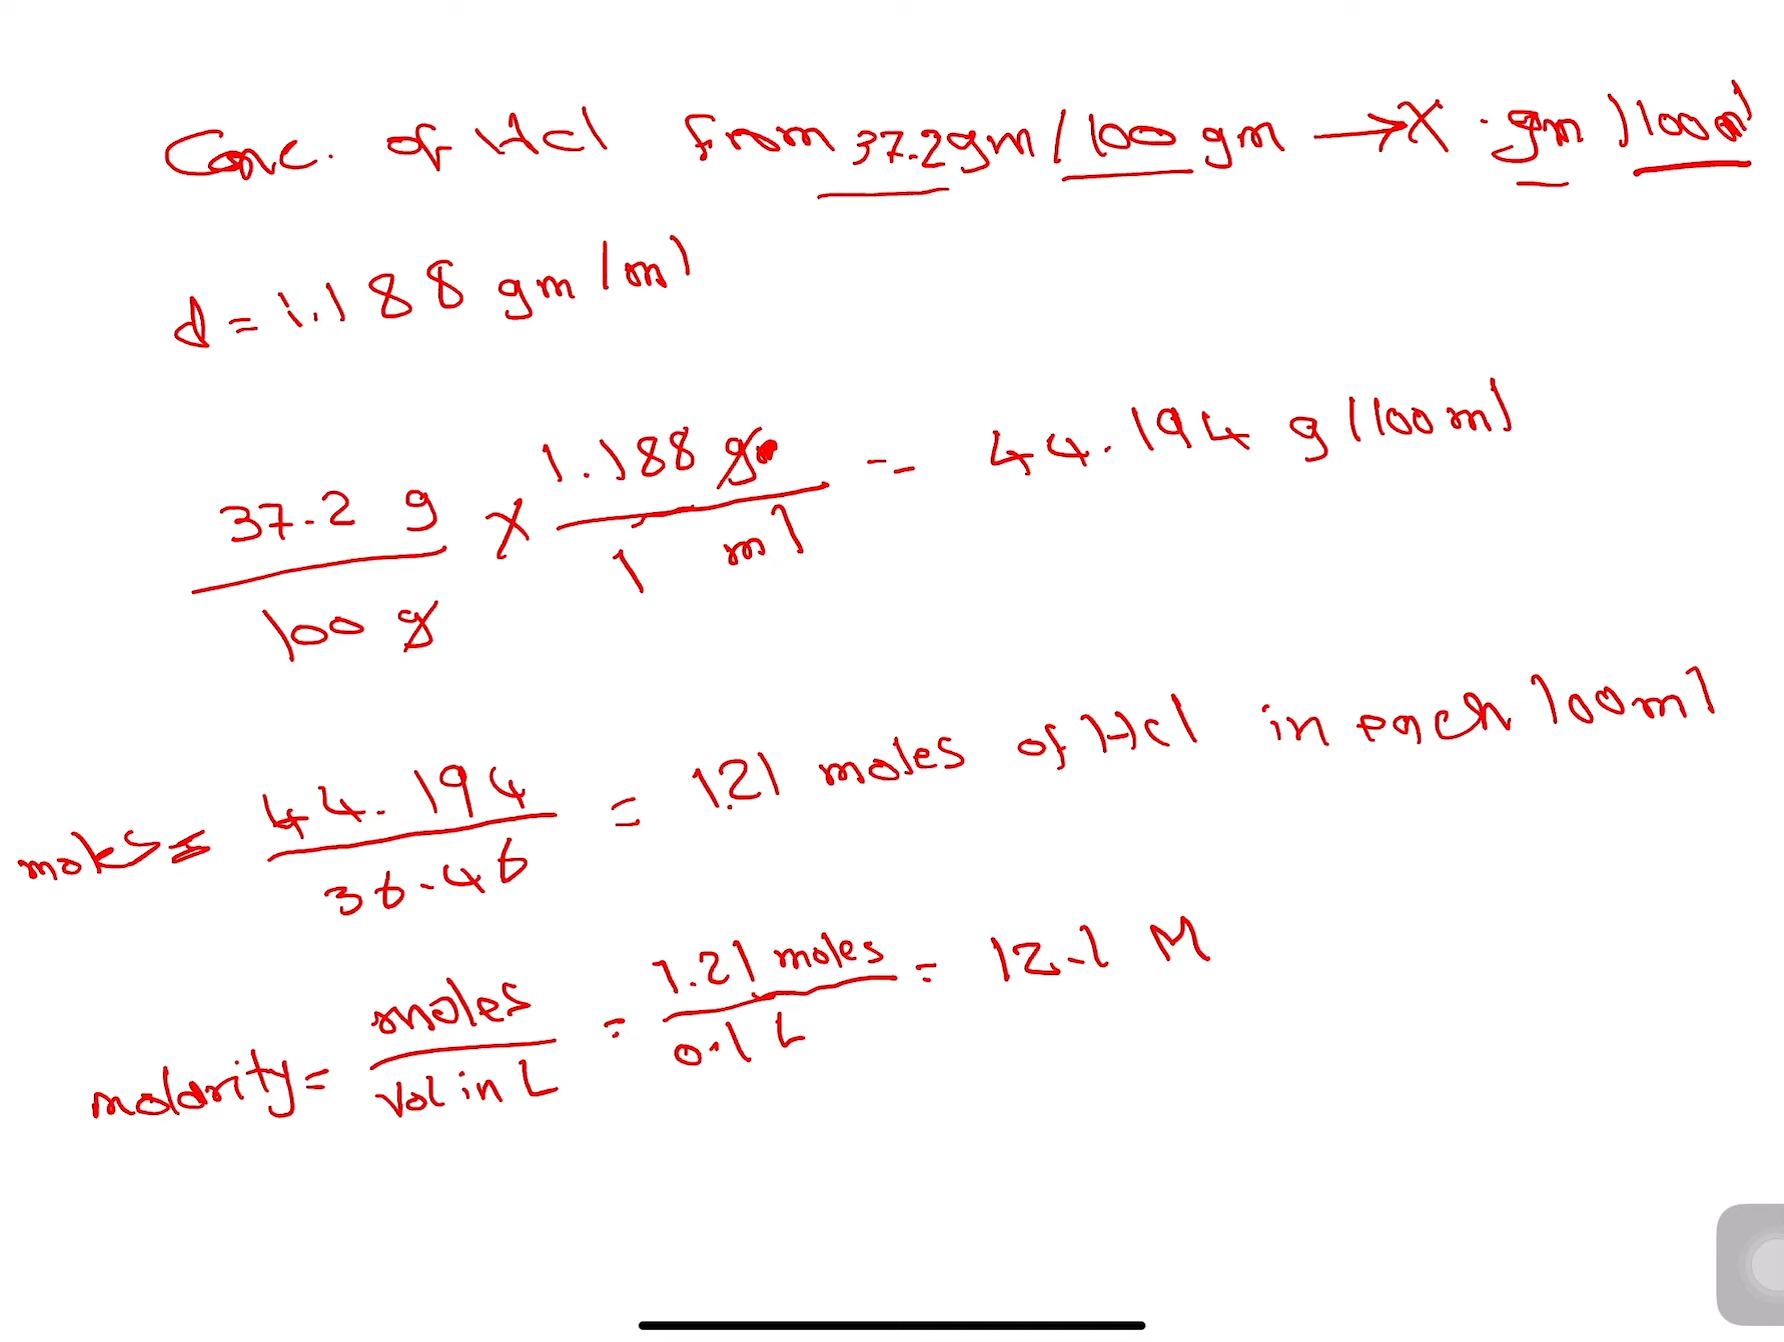 Conc. of Hcl from 37.2gm / 100 gm → X gm / 100 ml
d = 1.188 gm / ml
37.2 g / 100 g x 1.188 g / 1 ml = 44.194 g / 100 ml
moles = 44.194 / 36.46 = 1.21 moles of Hcl in each 100ml
molarity = moles / Vol in L = 1.21 moles / 0.1 L = 12.1 M